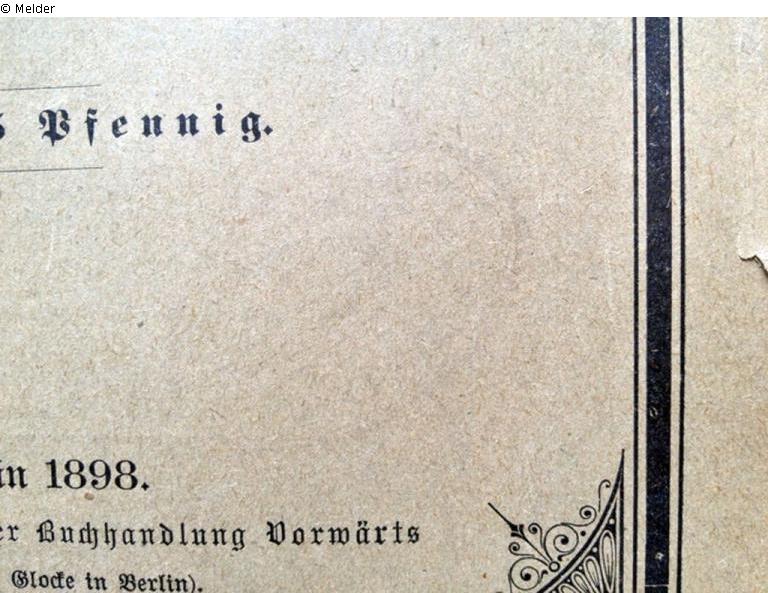 © Melder
Pfennig.
in 1898.
er Buchhandlung Vorwärts
Glocke in Berlin).